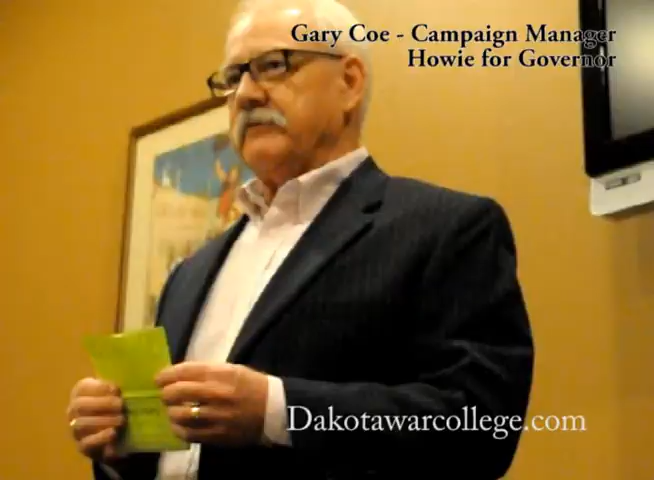 Gary Coe - Campaign Manager
Howie for Governor
Dakotawarcollege.com